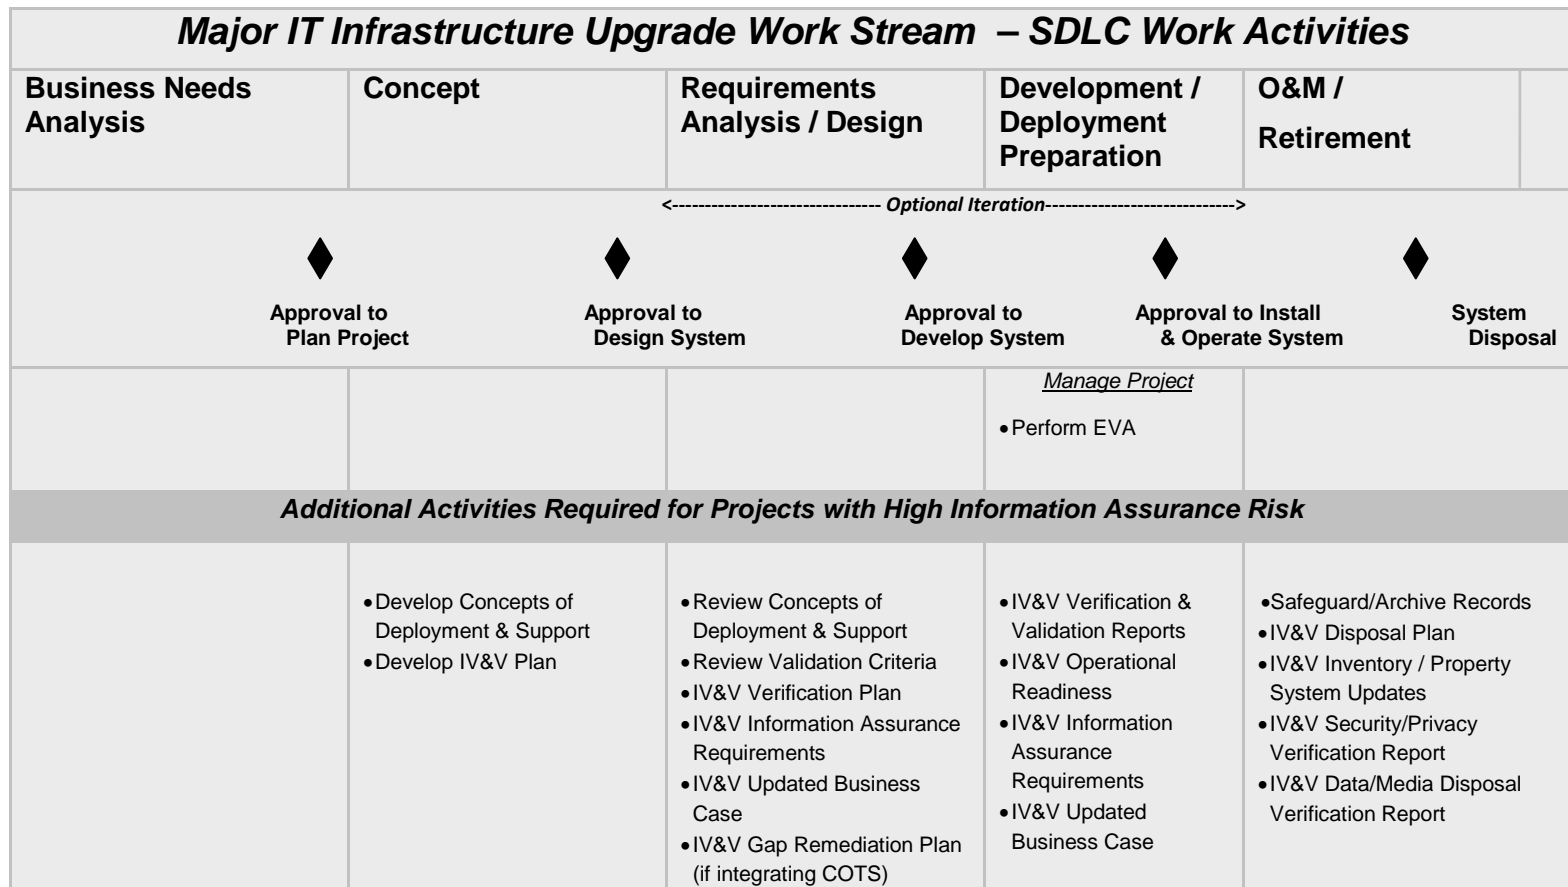 Major IT Infrastructure Upgrade Work Stream – SDLC Work Activities
Business Needs
Analysis
Concept
Requirements
Analysis / Design
Development /
Deployment
Preparation
O&M /
Retirement
<-------------------------------- Optional Iteration----------------------------->
Approval to
Plan Project
Approval to
Design System
Approval to
Develop System
Approval to Install
& Operate System
System
Disposal
Manage Project
•Perform EVA
Additional Activities Required for Projects with High Information Assurance Risk
•Develop Concepts of
Deployment & Support
•Develop IV&V Plan
•Review Concepts of
Deployment & Support
•Review Validation Criteria
•IV&V Verification Plan
•IV&V Information Assurance
Requirements
•IV&V Updated Business
Case
•IV&V Gap Remediation Plan
(if integrating COTS)
•IV&V Verification &
Validation Reports
•IV&V Operational
Readiness
•IV&V Information
Assurance
Requirements
•IV&V Updated
Business Case
•Safeguard/Archive Records
•IV&V Disposal Plan
•IV&V Inventory / Property
System Updates
•IV&V Security/Privacy
Verification Report
•IV&V Data/Media Disposal
Verification Report